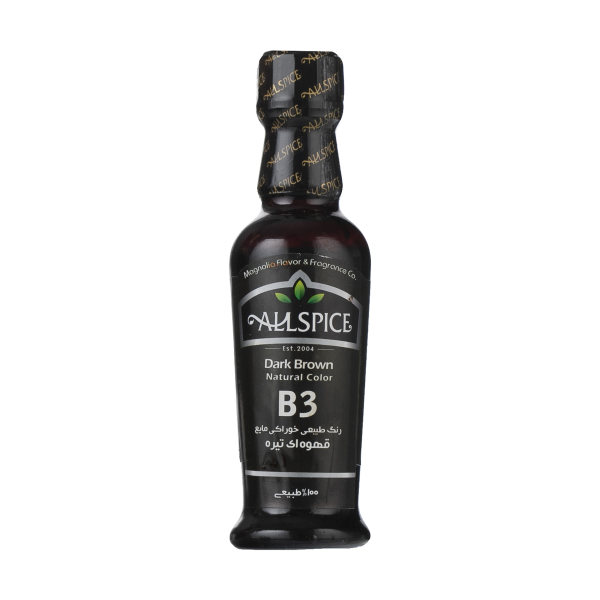 ALLSPICE
ALLSPICE
ALLSPICE
ALLSPICE
Magnolia Flavor & Fragrance Co.
ALLSPICE
Est. 2004
Dark Brown
Natural Color
B3
رنگ طبیعی خوراکی مایع
قهوه‌ای تیره
۱۰۰٪ طبیعی